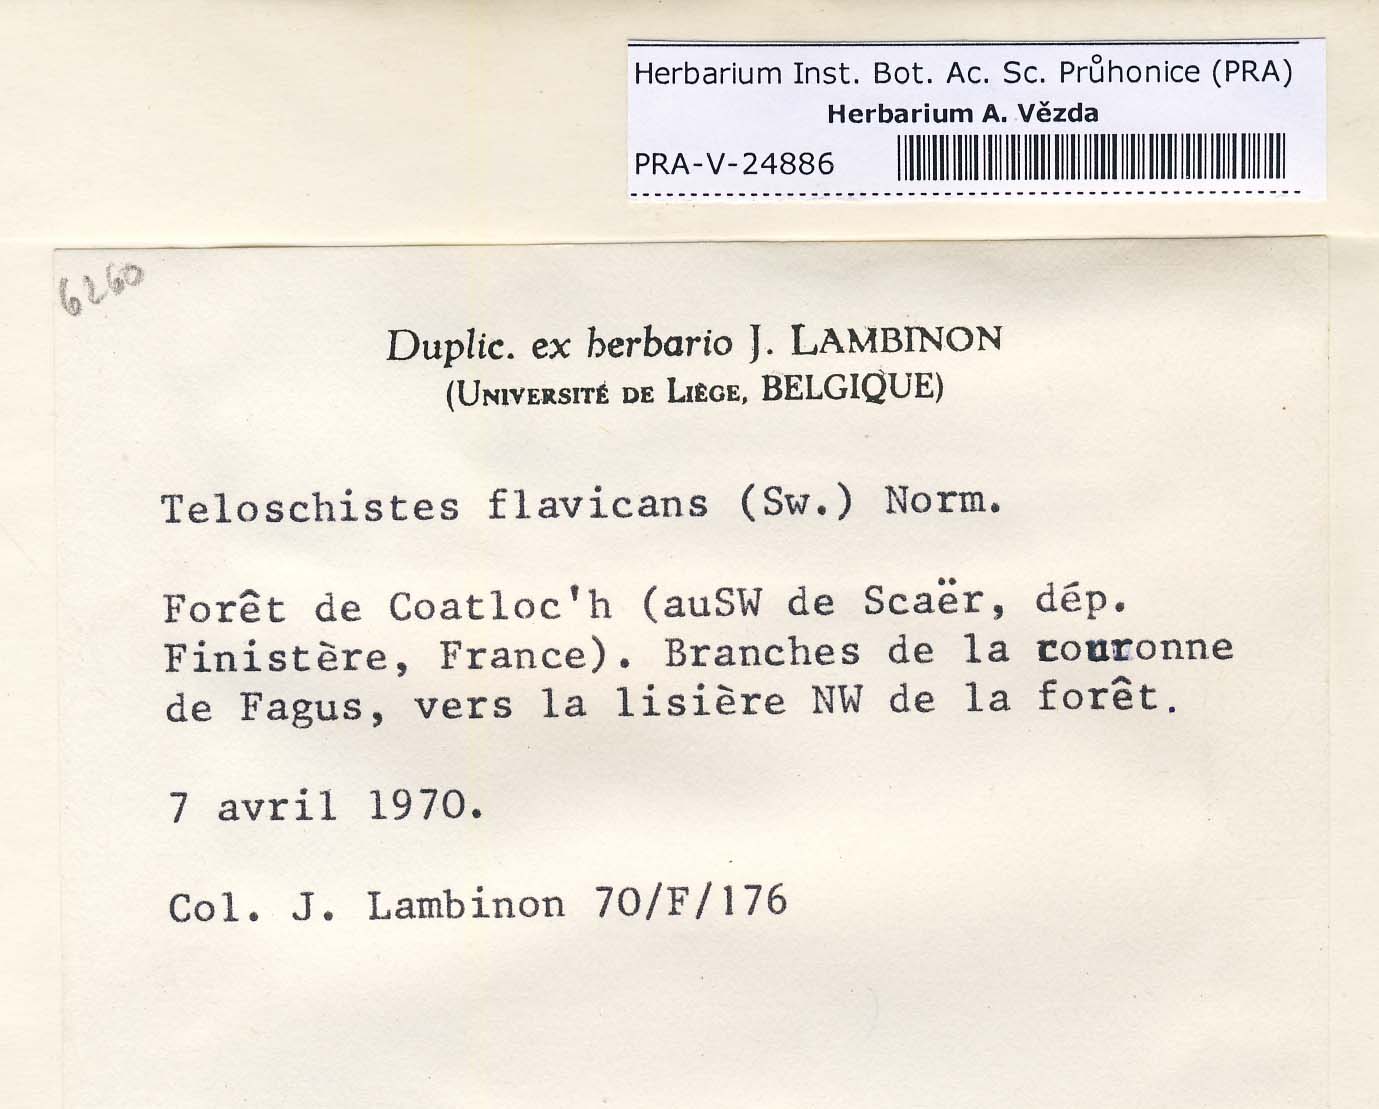 Herbarium Inst. Bot. Ac. Sc. Průhonice (PRA)
Herbarium A. Vězda
PRA-V-24886
6260
Duplic. ex herbario J. LAMBINON
(UNIVERSITÉ DE LIÈGE, BELGIQUE)
Teloschistes flavicans (Sw.) Norm.
Forêt de Coatloc'h (auSW de Scaër, dép.
Finistère, France). Branches de la couronne
de Fagus, vers la lisière NW de la forêt.
7 avril 1970.
Col. J. Lambinon 70/F/176